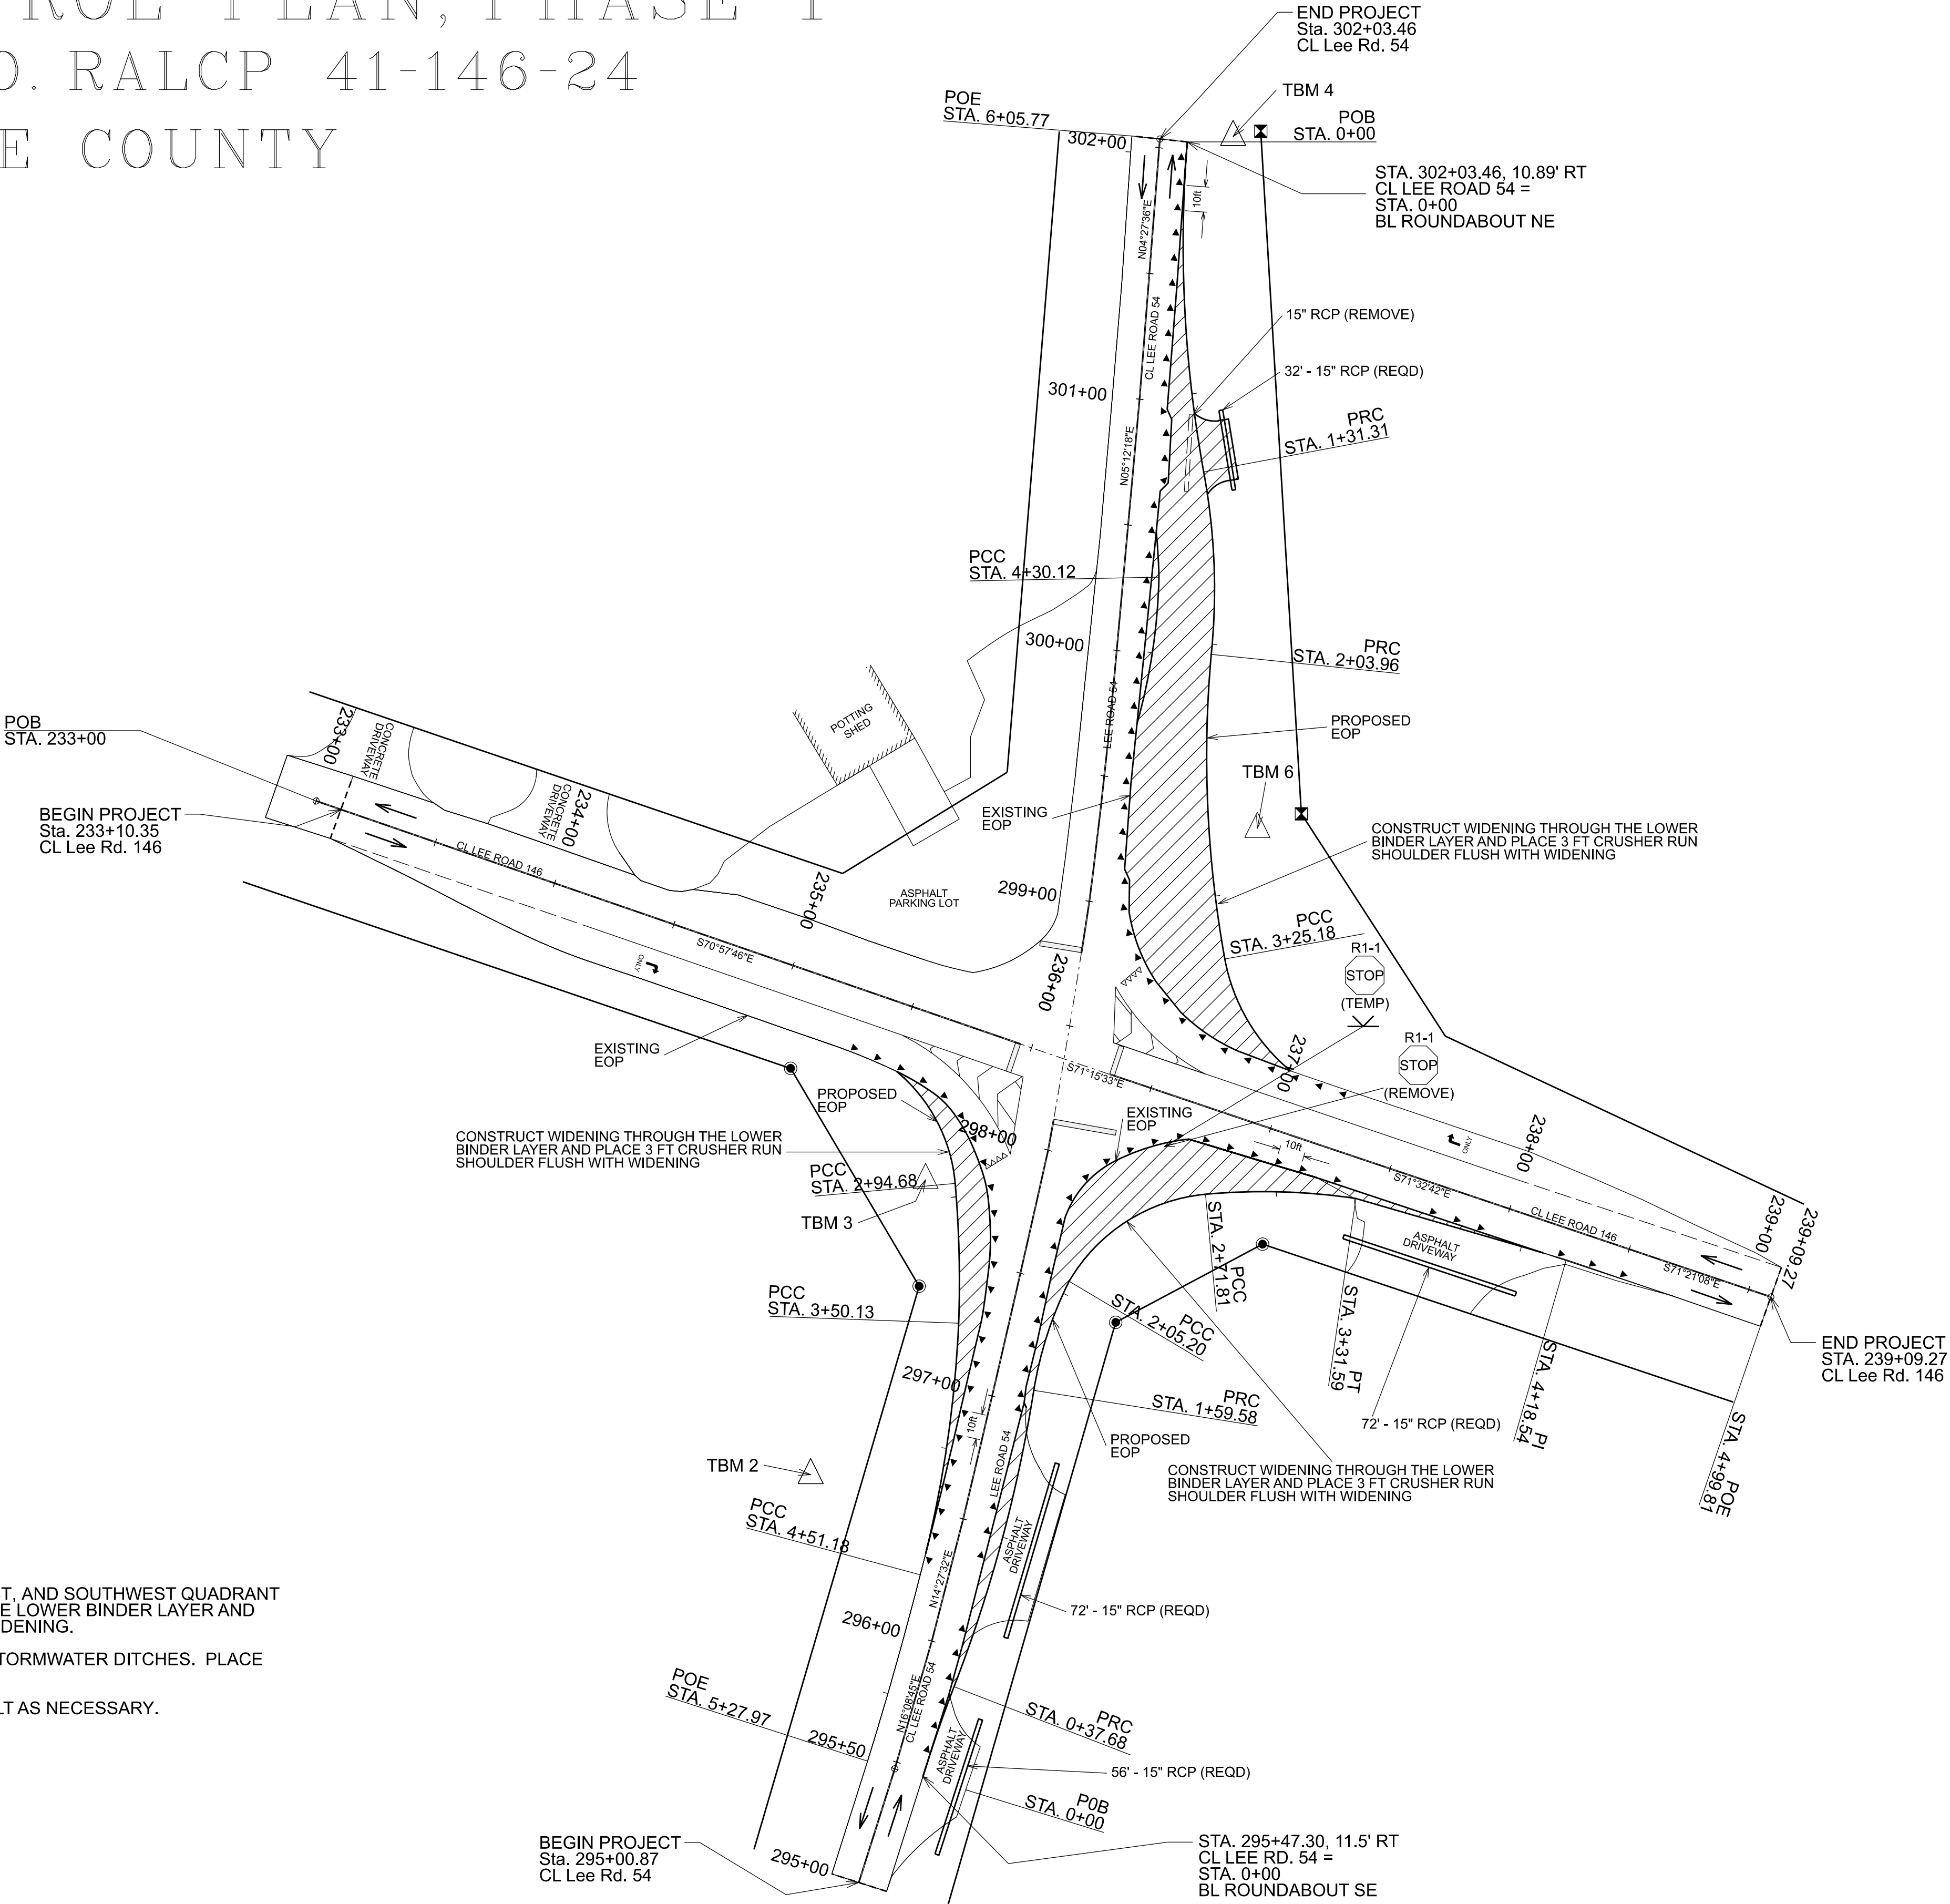 ROL PLAN, PHASE 1
O. RALCP 41-146-24
E COUNTY
END PROJECT
Sta. 302+03.46
CL Lee Rd. 54
TBM 4
POE
STA. 6+05.77
POB
STA. 0+00
302+00
STA. 302+03.46, 10.89' RT
CL LEE ROAD 54 =
STA. 0+00
BL ROUNDABOUT NE
10ft
N04°27'36"E
CL LEE ROAD 54
15" RCP (REMOVE)
32' - 15" RCP (REQD)
301+00
PRC
STA. 1+31.31
N05°12'18"E
PCC
STA. 4+30.12
300+00
PRC
STA. 2+03.96
LEE ROAD 54
POTTING
SHED
PROPOSED
EOP
POB
STA. 233+00
233+00
CONCRETE
DRIVEWAY
TBM 6
BEGIN PROJECT
Sta. 233+10.35
CL Lee Rd. 146
CONCRETE
DRIVEWAY
234+00
EXISTING
EOP
CONSTRUCT WIDENING THROUGH THE LOWER
BINDER LAYER AND PLACE 3 FT CRUSHER RUN
SHOULDER FLUSH WITH WIDENING
CL LEE ROAD 146
235+00
ASPHALT
PARKING LOT
299+00
PCC
STA. 3+25.18
S70°57'46"E
ONLY
236+00
R1-1
STOP
(TEMP)
EXISTING
EOP
237+00
R1-1
STOP
(REMOVE)
S71°15'33"E
PROPOSED
EOP
EXISTING
EOP
298+00
CONSTRUCT WIDENING THROUGH THE LOWER
BINDER LAYER AND PLACE 3 FT CRUSHER RUN
SHOULDER FLUSH WITH WIDENING
10ft
ONLY
238+00
PCC
STA. 2+94.68
TBM 3
S71°32'42"E
CL LEE ROAD 146
239+00
239+09.27
PCC
STA. 2+71.81
ASPHALT
DRIVEWAY
S71°21'08"E
PCC
STA. 3+50.13
PCC
STA. 2+05.20
PT
STA. 3+31.59
PI
STA. 4+18.54
END PROJECT
STA. 239+09.27
CL Lee Rd. 146
297+00
10ft
PRC
STA. 1+59.58
72' - 15" RCP (REQD)
POE
STA. 4+99.81
LEE ROAD 54
PROPOSED
EOP
TBM 2
CONSTRUCT WIDENING THROUGH THE LOWER
BINDER LAYER AND PLACE 3 FT CRUSHER RUN
SHOULDER FLUSH WITH WIDENING
PCC
STA. 4+51.18
ASPHALT
DRIVEWAY
N14°27'32"E
T, AND SOUTHWEST QUADRANT
E LOWER BINDER LAYER AND
DENING.
72' - 15" RCP (REQD)
296+00
TORMWATER DITCHES. PLACE
POE
STA. 5+27.97
N16°08'45"E
CL LEE ROAD 54
LT AS NECESSARY.
PRC
STA. 0+37.68
295+50
ASPHALT
DRIVEWAY
56' - 15" RCP (REQD)
P0B
STA. 0+00
BEGIN PROJECT
Sta. 295+00.87
CL Lee Rd. 54
295+00
STA. 295+47.30, 11.5' RT
CL LEE RD. 54 =
STA. 0+00
BL ROUNDABOUT SE